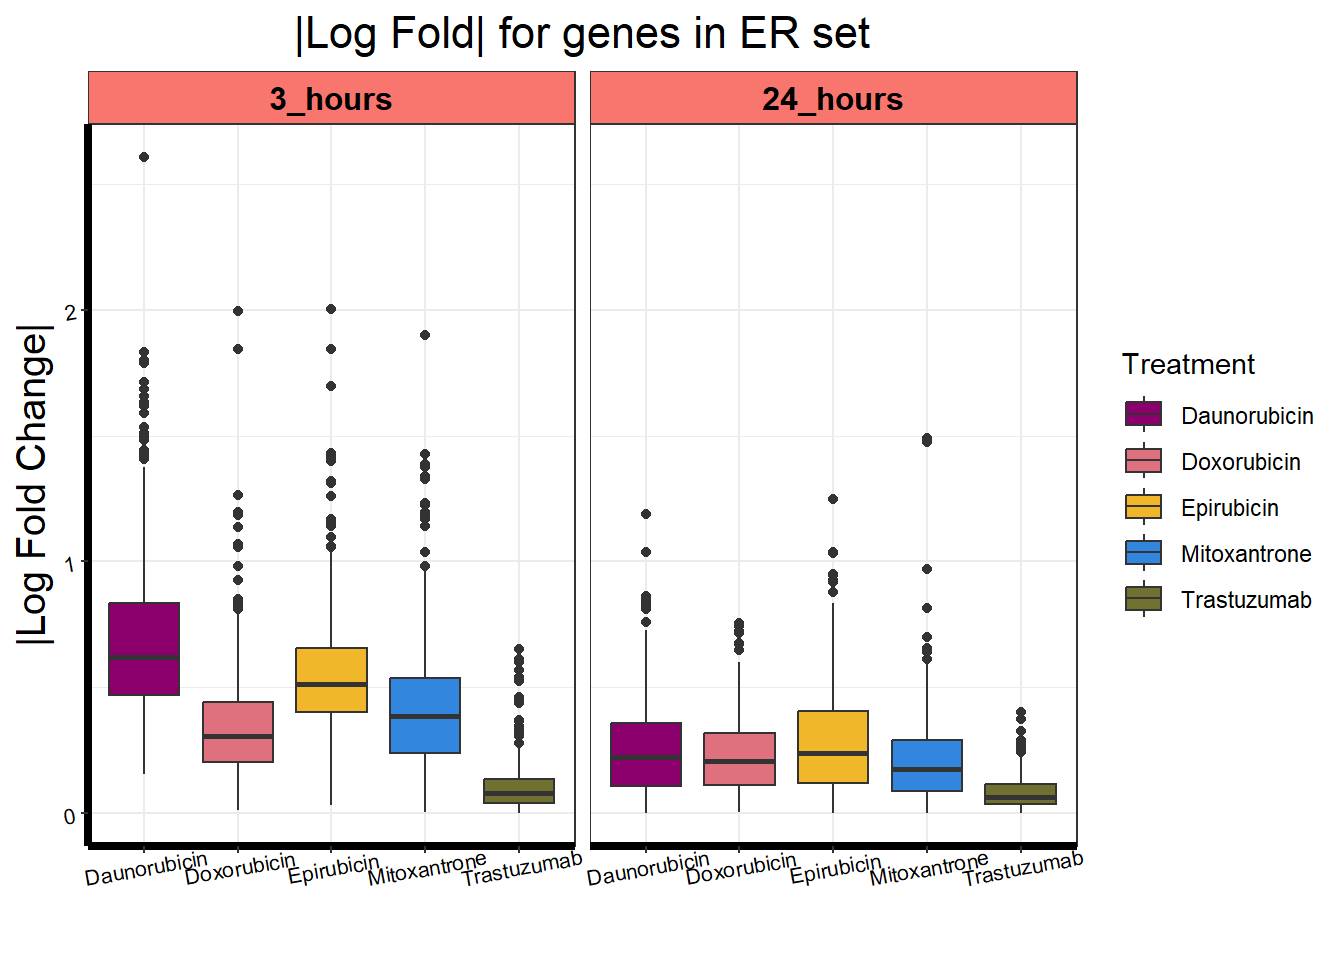 |Log Fold| for genes in ER set
3_hours
24_hours
|Log Fold Change|
2
1
0
Daunorubicin
Doxorubicin
Epirubicin
Mitoxantrone
Trastuzumab
Daunorubicin
Doxorubicin
Epirubicin
Mitoxantrone
Trastuzumab
Treatment
Daunorubicin
Doxorubicin
Epirubicin
Mitoxantrone
Trastuzumab